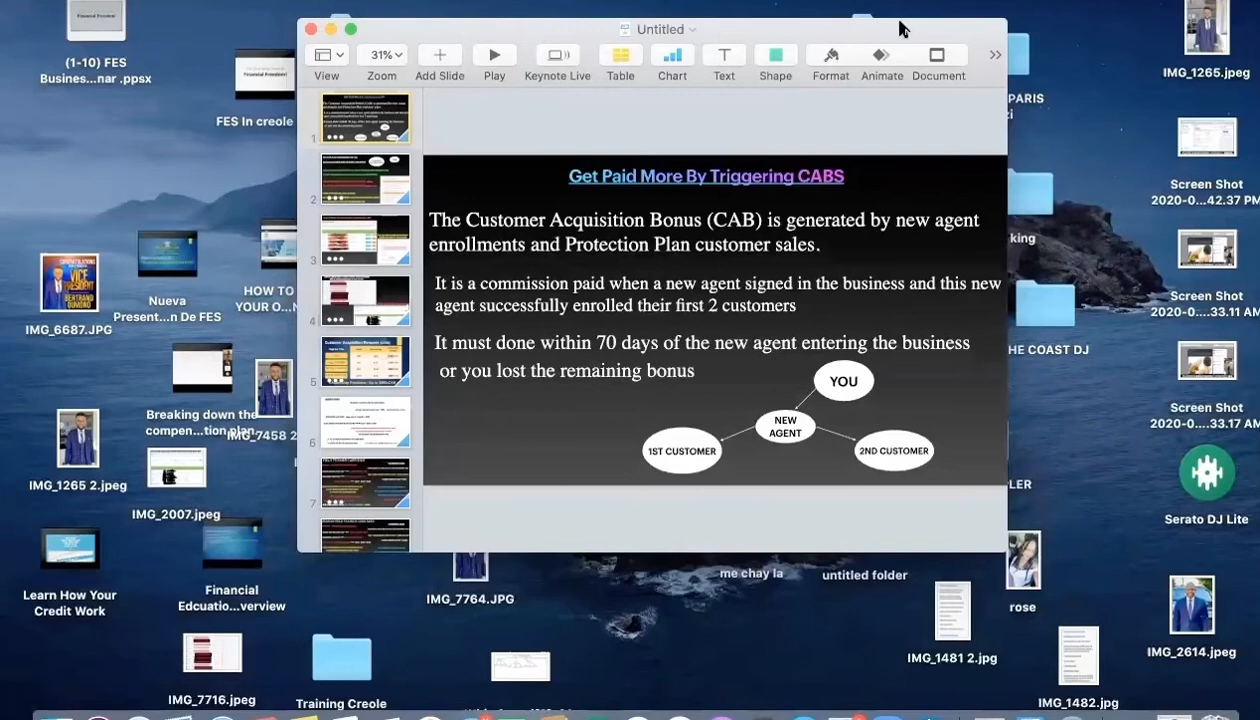 Untitled
31%
View
Zoom
Add Slide
Play
Keynote Live
Table
Chart
Text
Shape
Format
Animate
Document
1
2
3
4
5
6
7
Get Paid More By Triggering CABS
The Customer Acquisition Bonus (CAB) is generated by new agent
enrollments and Protection Plan customer sales.
It is a commission paid when a new agent signed in the business and this new
agent successfully enrolled their first 2 customers
It must done within 70 days of the new agent entering the business
or you lost the remaining bonus
YOU
NEW
AGENT
1ST CUSTOMER
2ND CUSTOMER
(1-10) FES
Busines...nar .ppsx
FES In creole
IMG_6687.JPG
Nueva
Present...n De FES
HOW TO
YOUR O...
Breaking down the
compen...tion plan
IMG_7458 2
IMG_1265 2.jpeg
IMG_2007.jpeg
Learn How Your
Credit Work
Financial
Edcuatio...verview
IMG_7716.jpeg
Training Creole
IMG_7764.JPG
me chay la
untitled folder
IMG_1481 2.jpg
rose
IMG_1482.jpg
IMG_2614.jpeg
Serato DJ Lite
Screen Shot
2020-0...33.17 AM
Screen Shot
2020-0...33.11 AM
Screen Shot
2020-0...42.37 PM
IMG_1265.jpeg
PARIS
king
HE COAST DJ